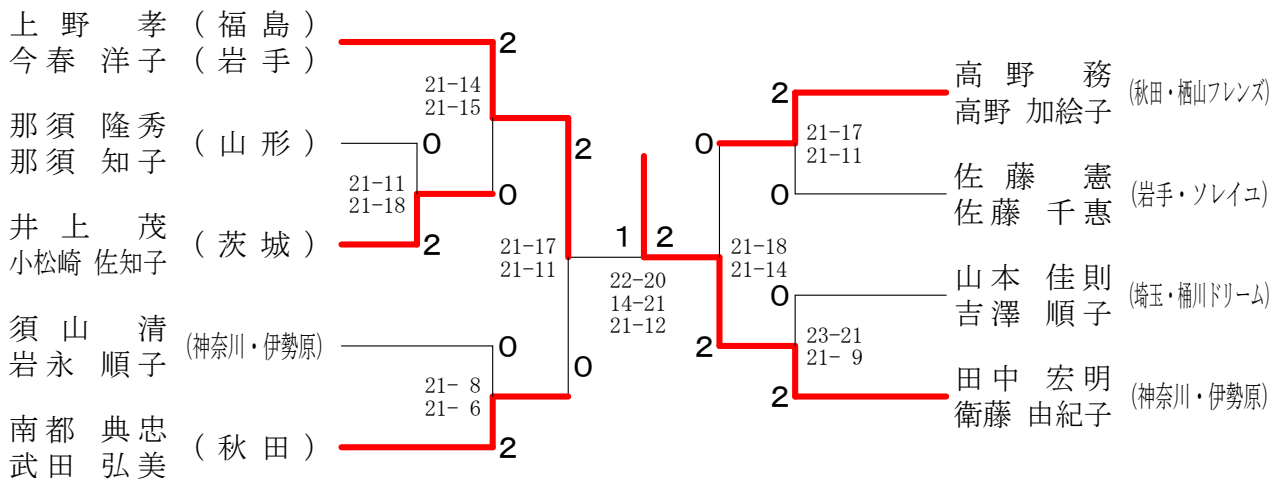 上野 孝 (福島)
今春 洋子 (岩手)
2
21-14
21-15
那須 隆秀
那須 知子
(山形)
0
2
21-11
21-18
0
井上 茂
小松崎 佐知子
(茨城)
2
21-17
21-11
1 2
22-20
14-21
21-12
須山 清
岩永 順子
(神奈川・伊勢原)
0
0
21- 8
21- 6
南都 典忠
武田 弘美
(秋田)
2
高野 務
高野 加絵子
(秋田・栖山フレンズ)
2
0
21-17
21-11
佐藤 憲
佐藤 千惠
(岩手・ソレイユ)
0
21-18
21-14
山本 佳則
吉澤 順子
(埼玉・桶川ドリーム)
0
2
23-21
21- 9
田中 宏明
衛藤 由紀子
(神奈川・伊勢原)
2